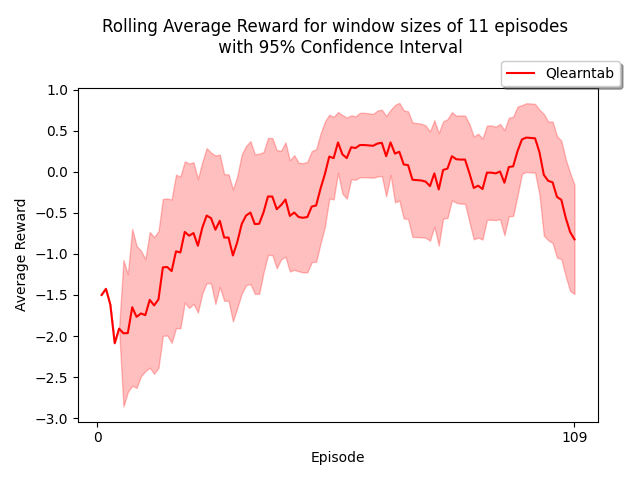 Rolling Average Reward for window sizes of 11 episodes
with 95% Confidence Interval
Qlearntab
1.0
0.5
0.0
−0.5
−1.0
−1.5
−2.0
−2.5
−3.0
Average Reward
0
109
Episode